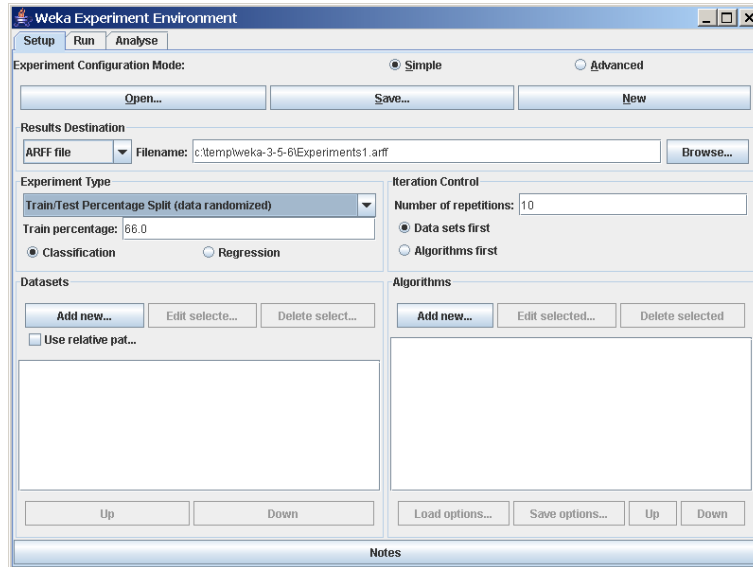 Weka Experiment Environment
Setup Run Analyse
Experiment Configuration Mode: Simple Advanced
Open... Save... New
Results Destination
ARFF file Filename: c:\temp\weka-3-5-6\Experiments1.arff Browse...
Experiment Type
Train/Test Percentage Split (data randomized)
Train percentage: 66.0
Classification Regression
Iteration Control
Number of repetitions: 10
Data sets first
Algorithms first
Datasets
Add new... Edit selecte... Delete select...
Use relative pat...
Up Down
Algorithms
Add new... Edit selected... Delete selected
Load options... Save options... Up Down
Notes